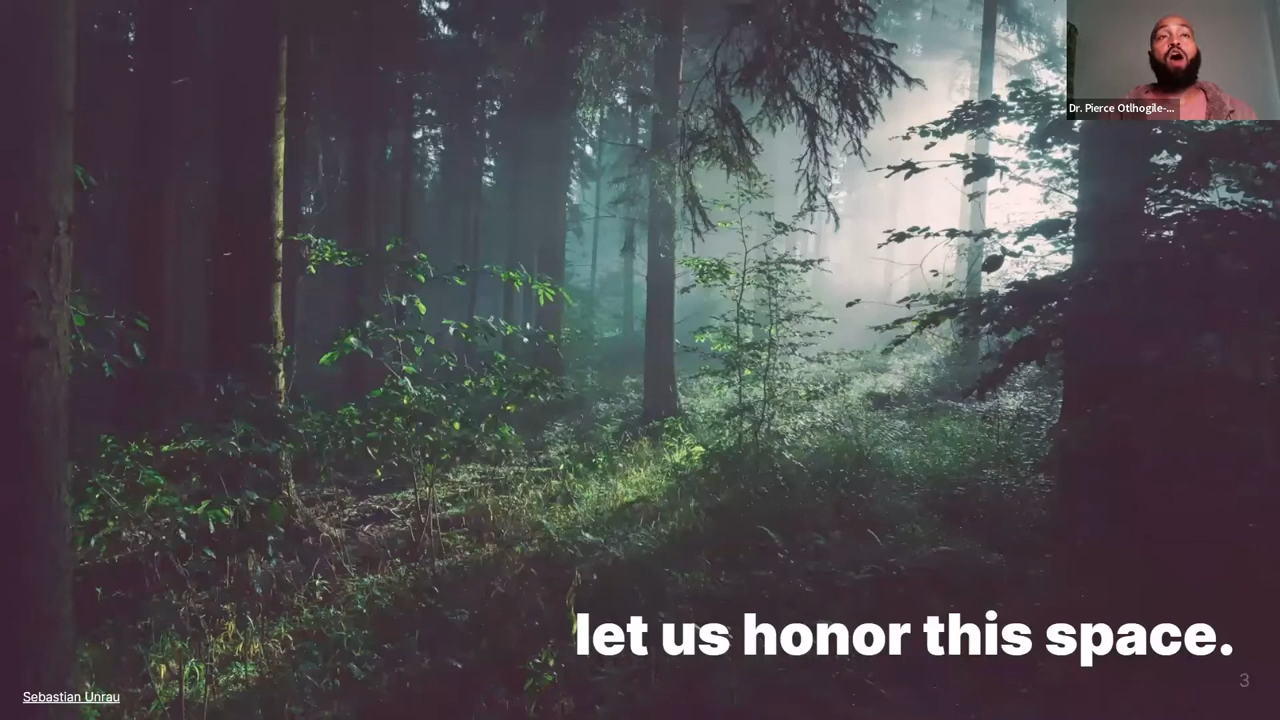 Dr. Pierce Otlhogile-...
let us honor this space.
3
Sebastian Unrau